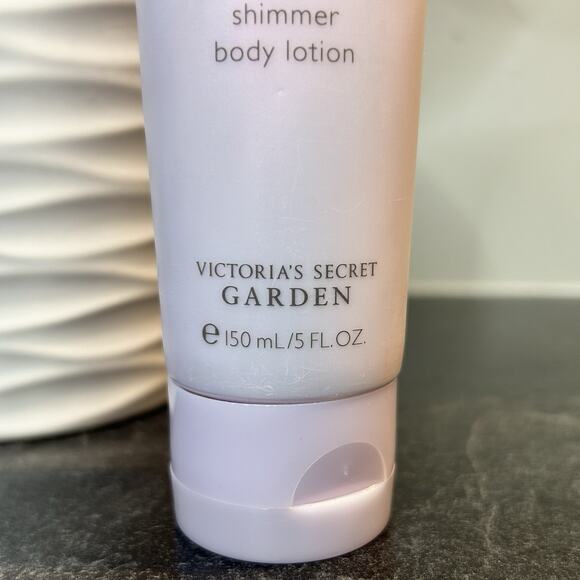 shimmer
body lotion
VICTORIA'S SECRET
GARDEN
℮ 150 mL/5 FL.OZ.